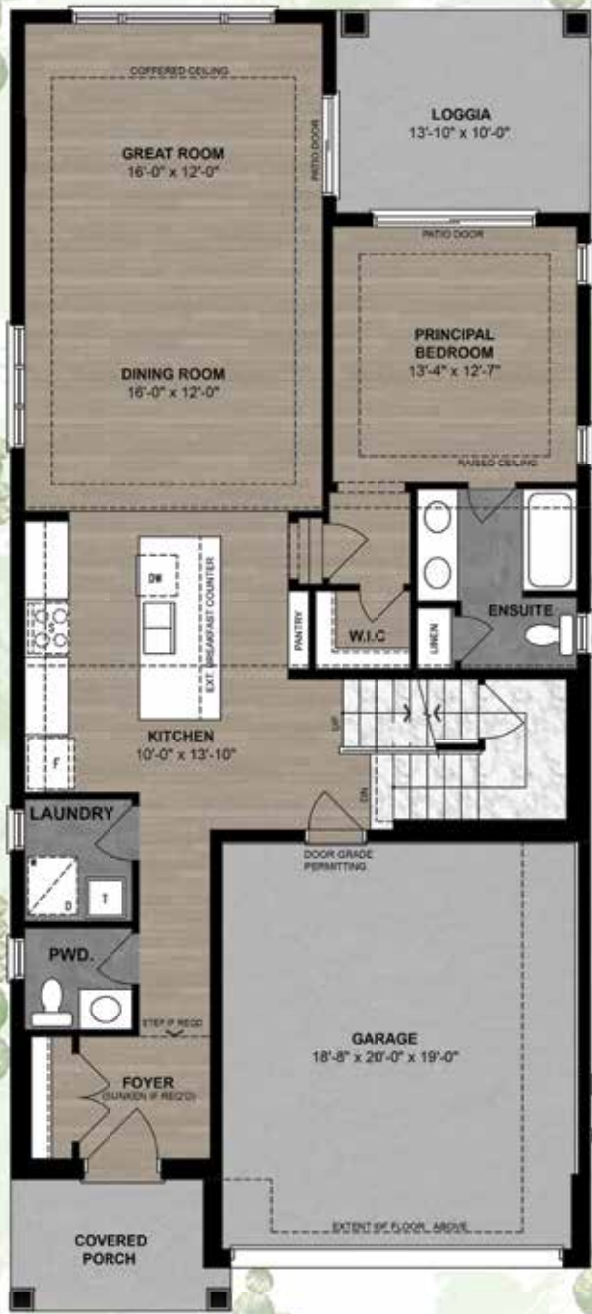 COFFERED CEILING
GREAT ROOM
16'-0" x 12'-0"
PATIO DOOR
LOGGIA
13'-10" x 10'-0"
PATIO DOOR
PRINCIPAL
BEDROOM
13'-4" x 12'-7"
RAISED CEILING
DINING ROOM
16'-0" x 12'-0"
DW
EXT. BREAKFAST COUNTER
S
PANTRY
W.I.C
LINEN
ENSUITE
KITCHEN
10'-0" x 13'-10"
F
UP
DN
LAUNDRY
W
D
T
DOOR GRADE
PERMITTING
PWD.
STEP IF REQD
FOYER
(SUNKEN IF REQ'D)
GARAGE
18'-8" x 20'-0" x 19'-0"
EXTENT OF FLOOR ABOVE
COVERED
PORCH